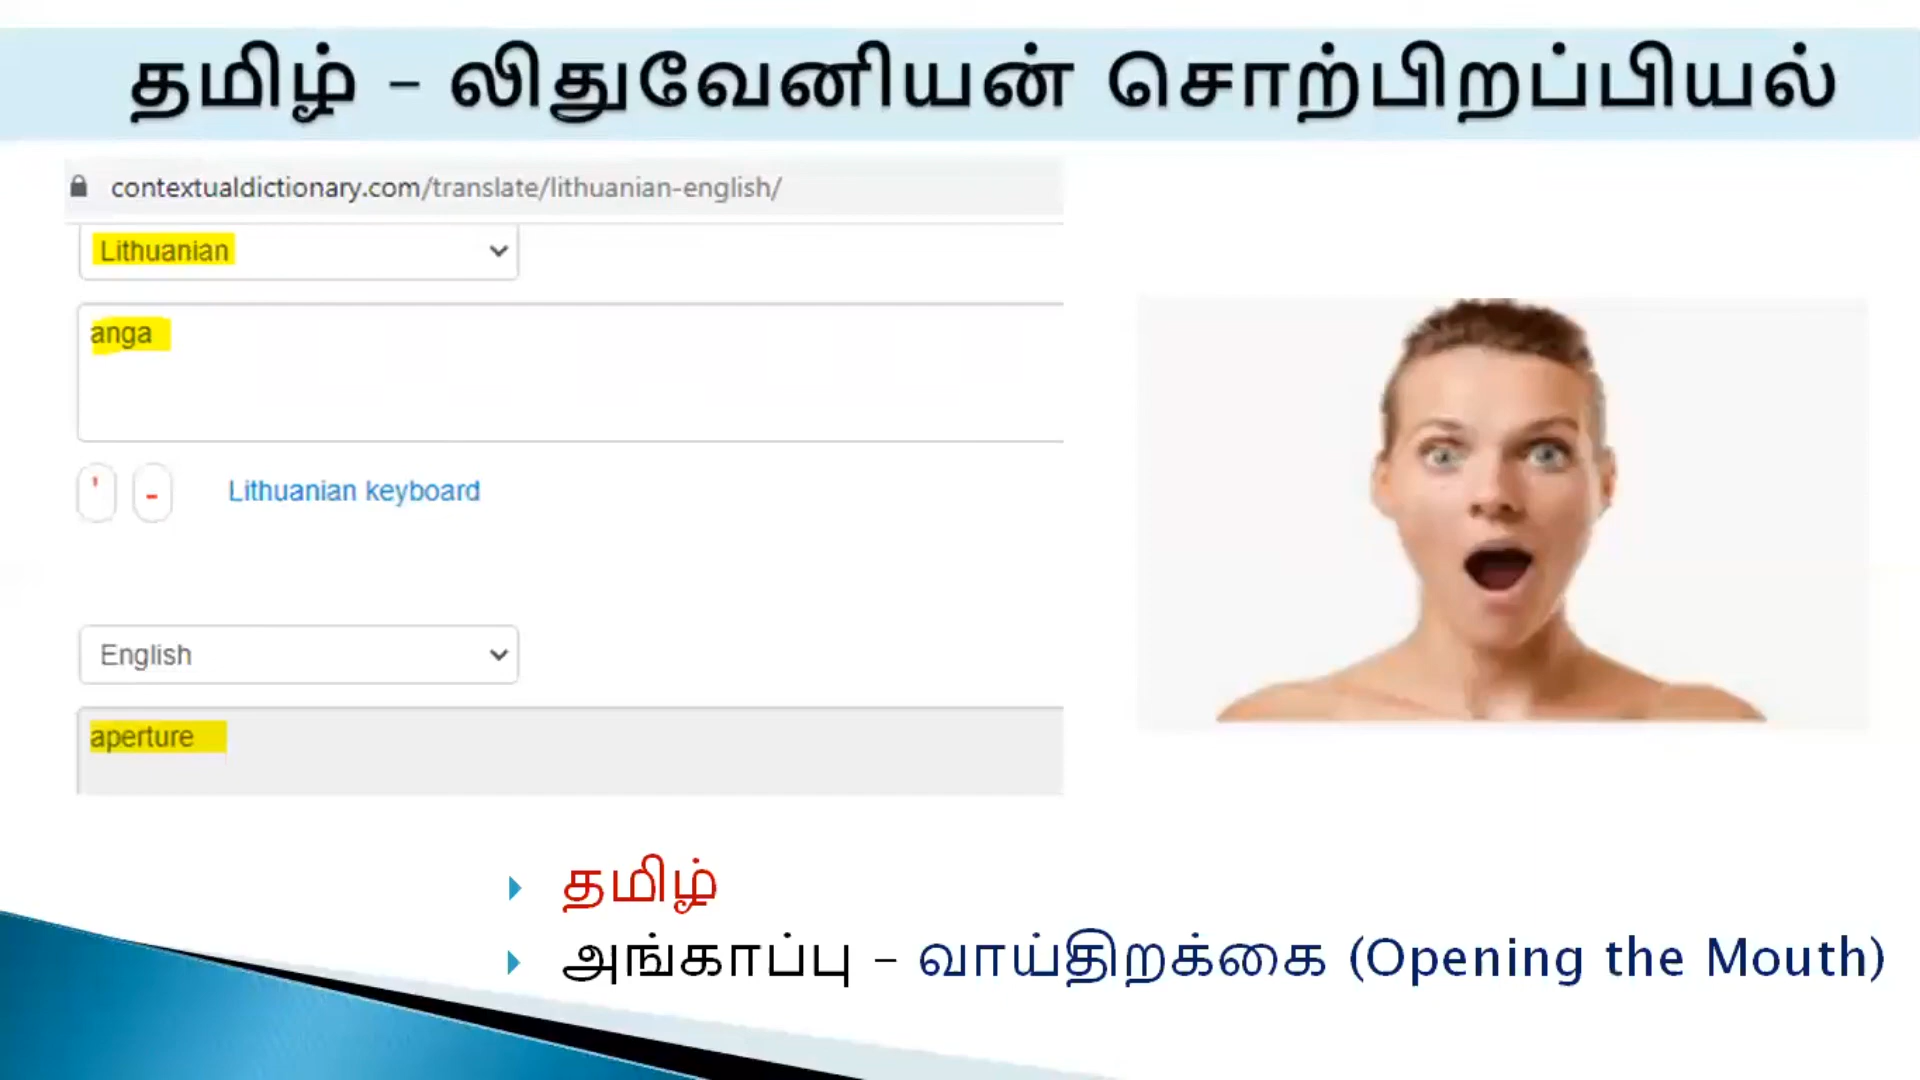 தமிழ் – லிதுவேனியன் சொற்பிறப்பியல்
contextualdictionary.com/translate/lithuanian-english/
Lithuanian
anga
' - Lithuanian keyboard
English
aperture
தமிழ்
அங்காப்பு – வாய்திறக்கை (Opening the Mouth)